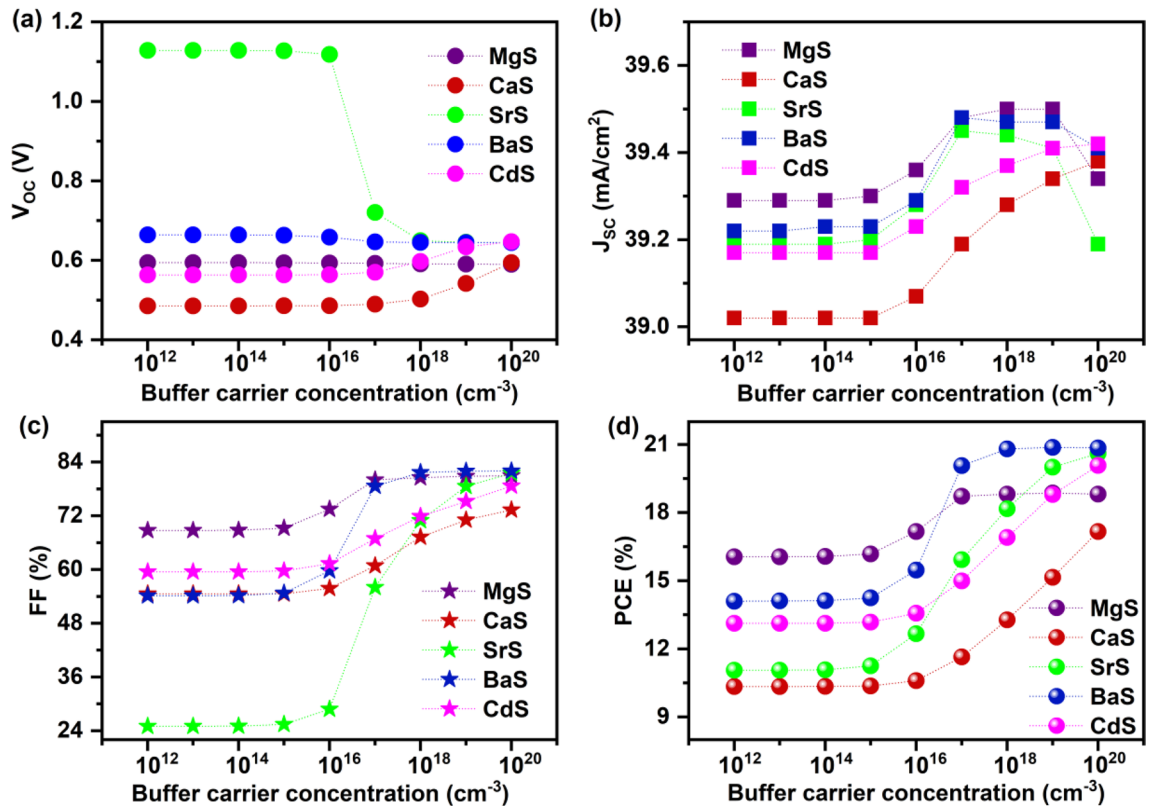 (a)
1.2
1.0
0.8
0.6
0.4
V_OC (V)
MgS
CaS
SrS
BaS
CdS
10^12
10^14
10^16
10^18
10^20
Buffer carrier concentration (cm^-3)
(b)
39.6
39.4
39.2
39.0
J_SC (mA/cm^2)
MgS
CaS
SrS
BaS
CdS
10^12
10^14
10^16
10^18
10^20
Buffer carrier concentration (cm^-3)
(c)
84
72
60
48
36
24
FF (%)
MgS
CaS
SrS
BaS
CdS
10^12
10^14
10^16
10^18
10^20
Buffer carrier concentration (cm^-3)
(d)
21
18
15
12
9
PCE (%)
MgS
CaS
SrS
BaS
CdS
10^12
10^14
10^16
10^18
10^20
Buffer carrier concentration (cm^-3)